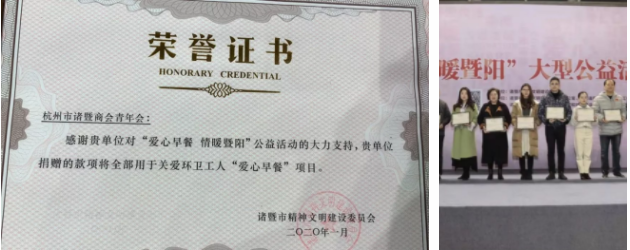 荣誉证书
HONORARY CREDENTIAL
杭州市诸暨商会青年会：
感谢贵单位对“爱心早餐 情暖暨阳”公益活动的大力支持，贵单位
捐赠的款项将全部用于关爱环卫工人“爱心早餐”项目。
诸暨市精神文明建设委员会
二〇二〇年一月
暖暨阳”大型公益活